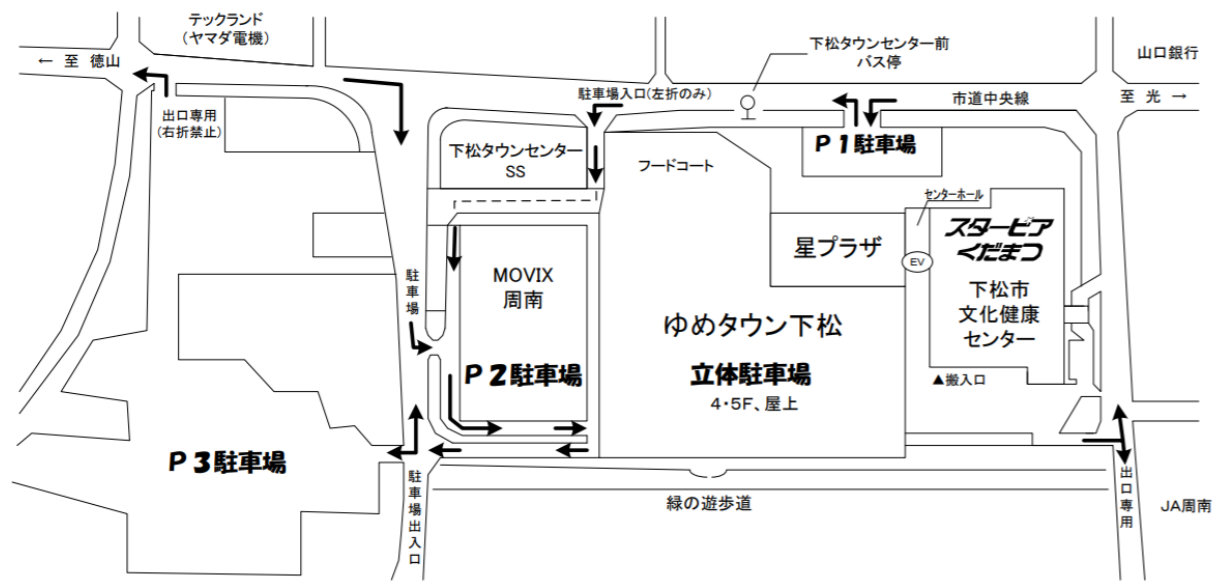 テックランド
(ヤマダ電機)
← 至 徳山
下松タウンセンター前
バス停
山口銀行
駐車場入口(左折のみ)
市道中央線
至 光 →
出口専用
(右折禁止)
P1駐車場
下松タウンセンター
SS
フードコート
センターホール
スターピア
くだまつ
星プラザ
EV
駐車場
MOVIX
周南
下松市
文化健康
センター
ゆめタウン下松
P2駐車場
立体駐車場
4・5F、屋上
▲搬入口
P3駐車場
駐車場出入口
緑の遊歩道
出口専用
JA周南